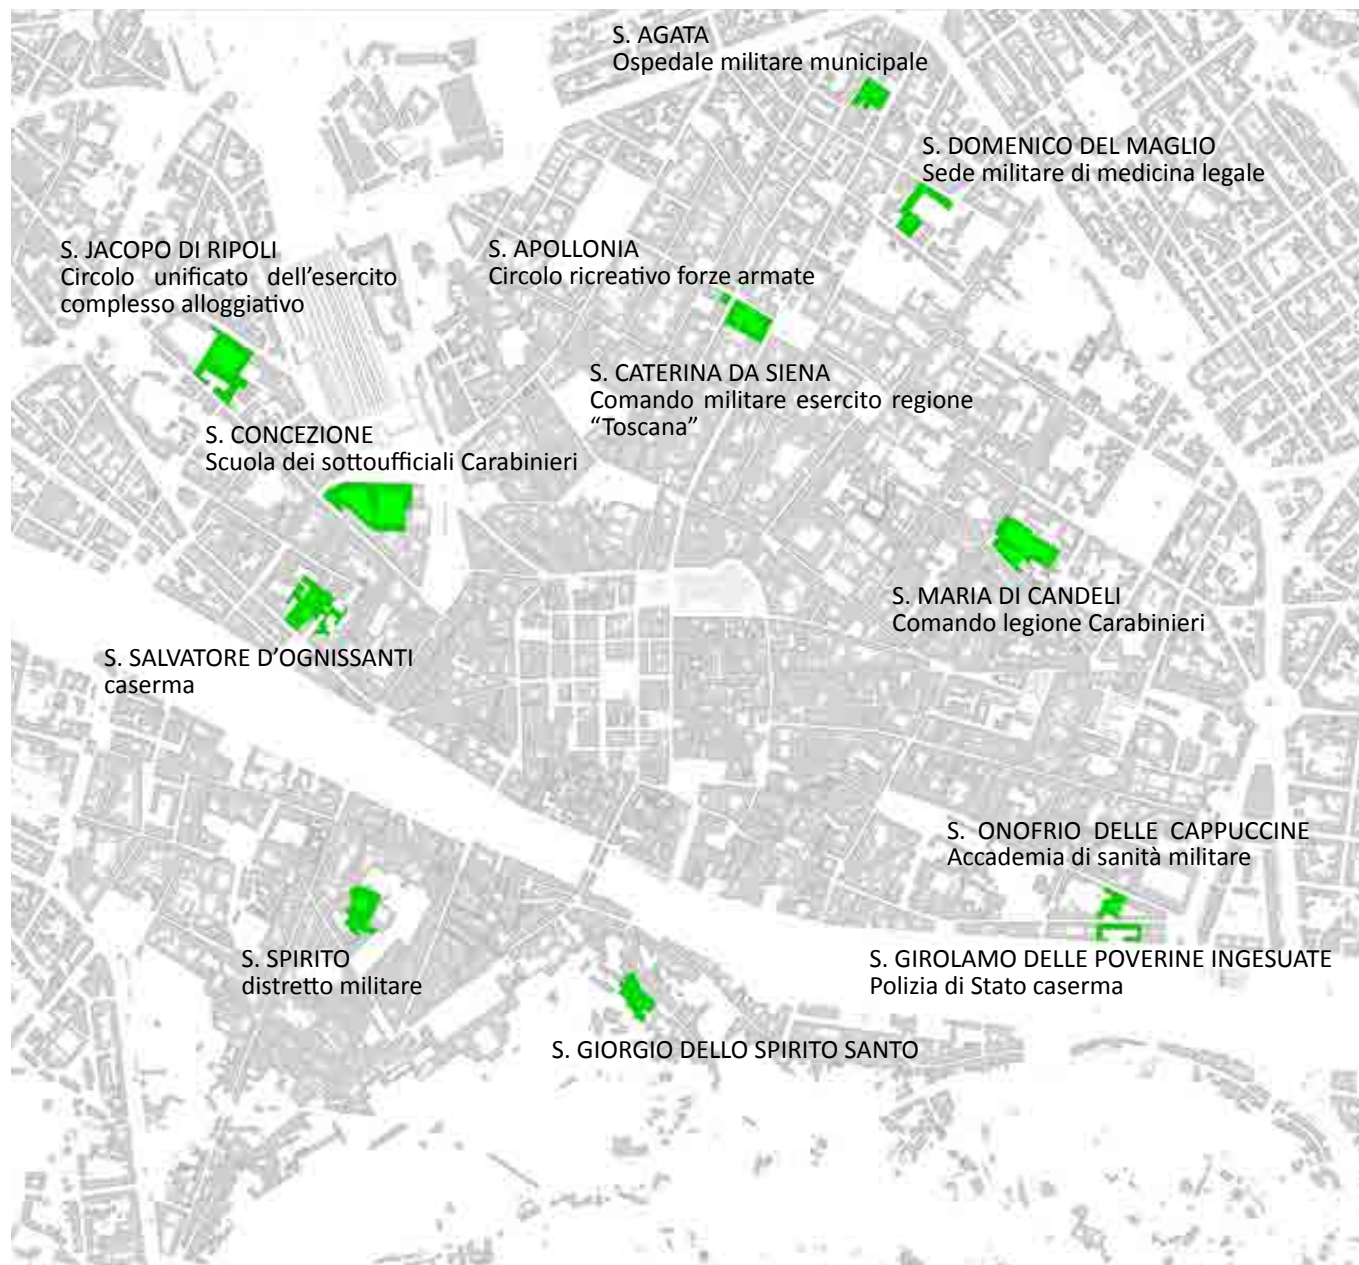 S. AGATA
Ospedale militare municipale
S. DOMENICO DEL MAGLIO
Sede militare di medicina legale
S. JACOPO DI RIPOLI
Circolo unificato dell'esercito
complesso alloggiativo
S. APOLLONIA
Circolo ricreativo forze armate
S. CATERINA DA SIENA
Comando militare esercito regione
“Toscana”
S. CONCEZIONE
Scuola dei sottoufficiali Carabinieri
S. MARIA DI CANDELI
Comando legione Carabinieri
S. SALVATORE D'OGNISSANTI
caserma
S. ONOFRIO DELLE CAPPUCCINE
Accademia di sanità militare
S. SPIRITO
distretto militare
S. GIROLAMO DELLE POVERINE INGESUATE
Polizia di Stato caserma
S. GIORGIO DELLO SPIRITO SANTO